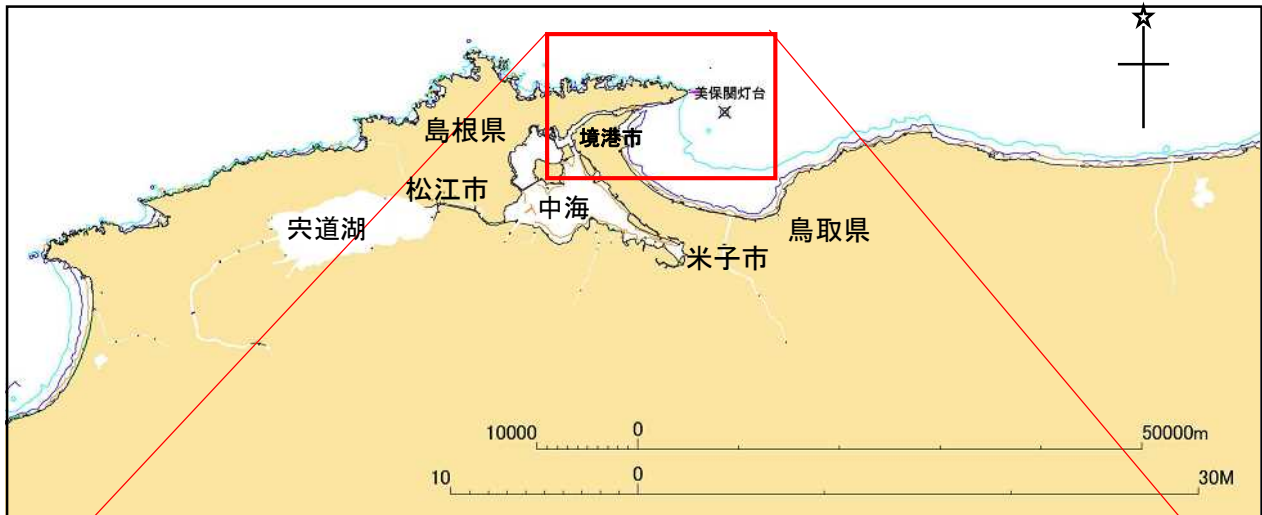 美保関灯台
島根県
境港市
松江市
中海
宍道湖
鳥取県
米子市
10000 0 50000m
10 0 30M